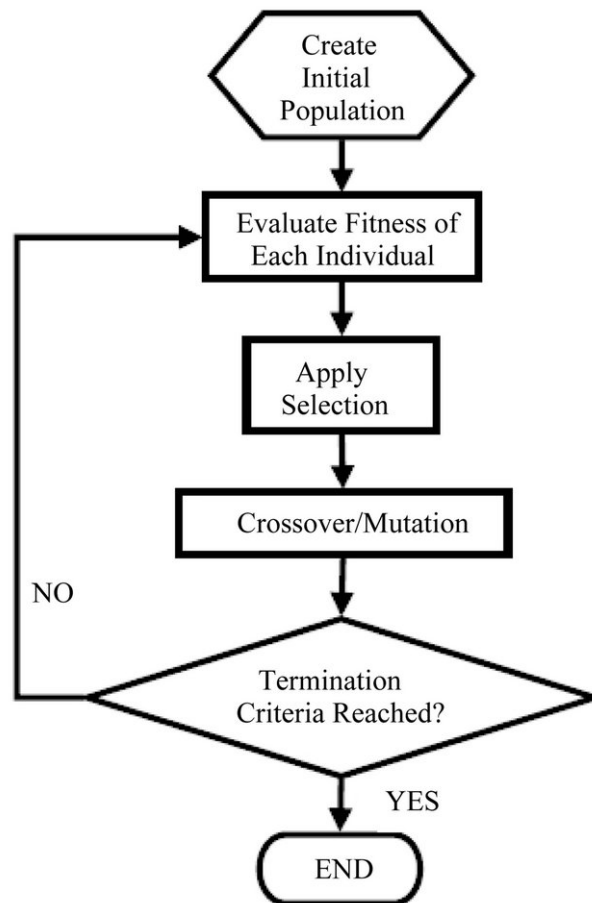 Create
Initial
Population
Evaluate Fitness of
Each Individual
Apply
Selection
Crossover/Mutation
NO
Termination
Criteria Reached?
YES
END